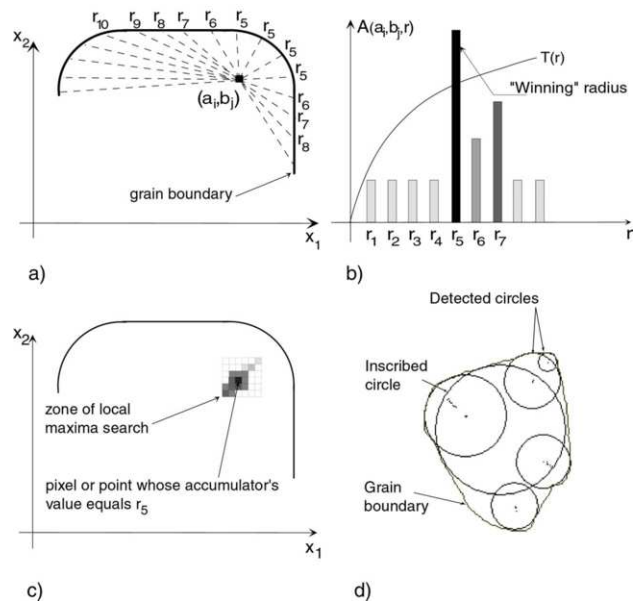 r10 r9 r8 r7 r6 r5
x2
r5
r5
r5
(ai,bj)
r6
r7
r8
grain boundary
x1
a)
A(ai,bj,r)
T(r)
"Winning" radius
r1 r2 r3 r4 r5 r6 r7
r
b)
x2
zone of local
maxima search
pixel or point whose accumulator's
value equals r5
x1
c)
Detected circles
Inscribed
circle
Grain
boundary
d)